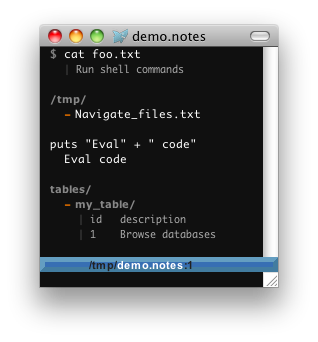 demo.notes
$ cat foo.txt
| Run shell commands
/tmp/
- Navigate_files.txt
puts "Eval" + " code"
Eval code
tables/
- my_table/
| id description
| 1 Browse databases
/tmp/demo.notes:1